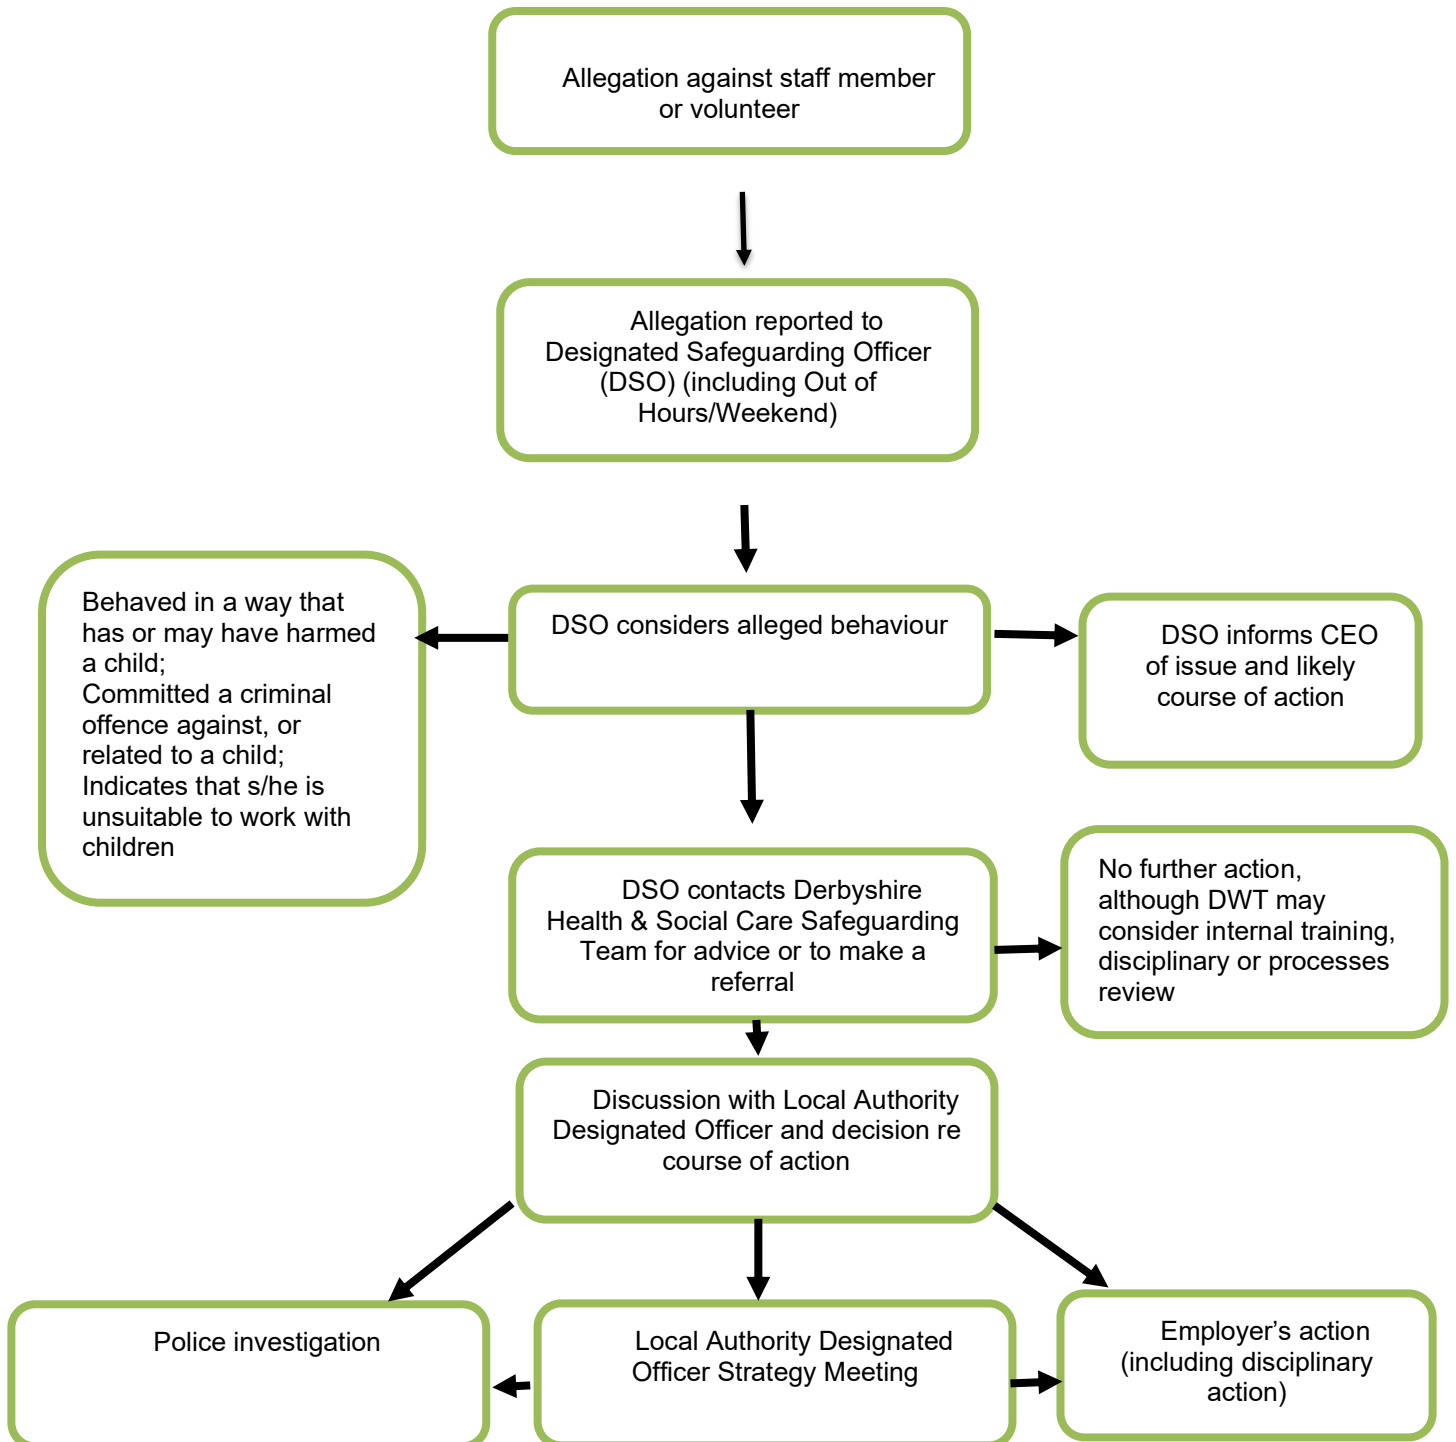 Allegation against staff member
or volunteer
Allegation reported to
Designated Safeguarding Officer
(DSO) (including Out of
Hours/Weekend)
Behaved in a way that
has or may have harmed
a child;
Committed a criminal
offence against, or
related to a child;
Indicates that s/he is
unsuitable to work with
children
DSO considers alleged behaviour
DSO informs CEO
of issue and likely
course of action
DSO contacts Derbyshire
Health & Social Care Safeguarding
Team for advice or to make a
referral
No further action,
although DWT may
consider internal training,
disciplinary or processes
review
Discussion with Local Authority
Designated Officer and decision re
course of action
Police investigation
Local Authority Designated
Officer Strategy Meeting
Employer’s action
(including disciplinary
action)